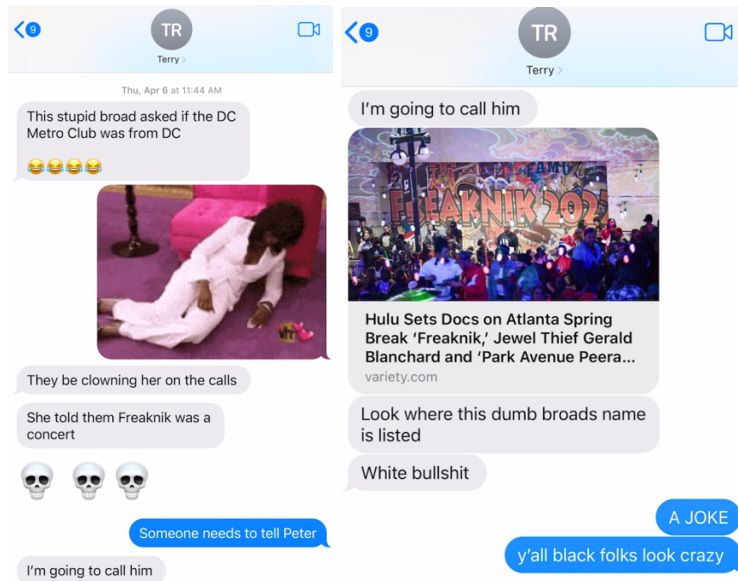 9
TR
Terry >
Thu, Apr 6 at 11:44 AM
This stupid broad asked if the DC
Metro Club was from DC
😂😂😂😂
VH1
They be clowning her on the calls
She told them Freaknik was a
concert
💀 💀 💀
Someone needs to tell Peter
I'm going to call him
9
TR
Terry >
I'm going to call him
FREAKNIK 202
Hulu Sets Docs on Atlanta Spring
Break 'Freaknik,' Jewel Thief Gerald
Blanchard and 'Park Avenue Peera...
variety.com
Look where this dumb broads name
is listed
White bullshit
A JOKE
y'all black folks look crazy